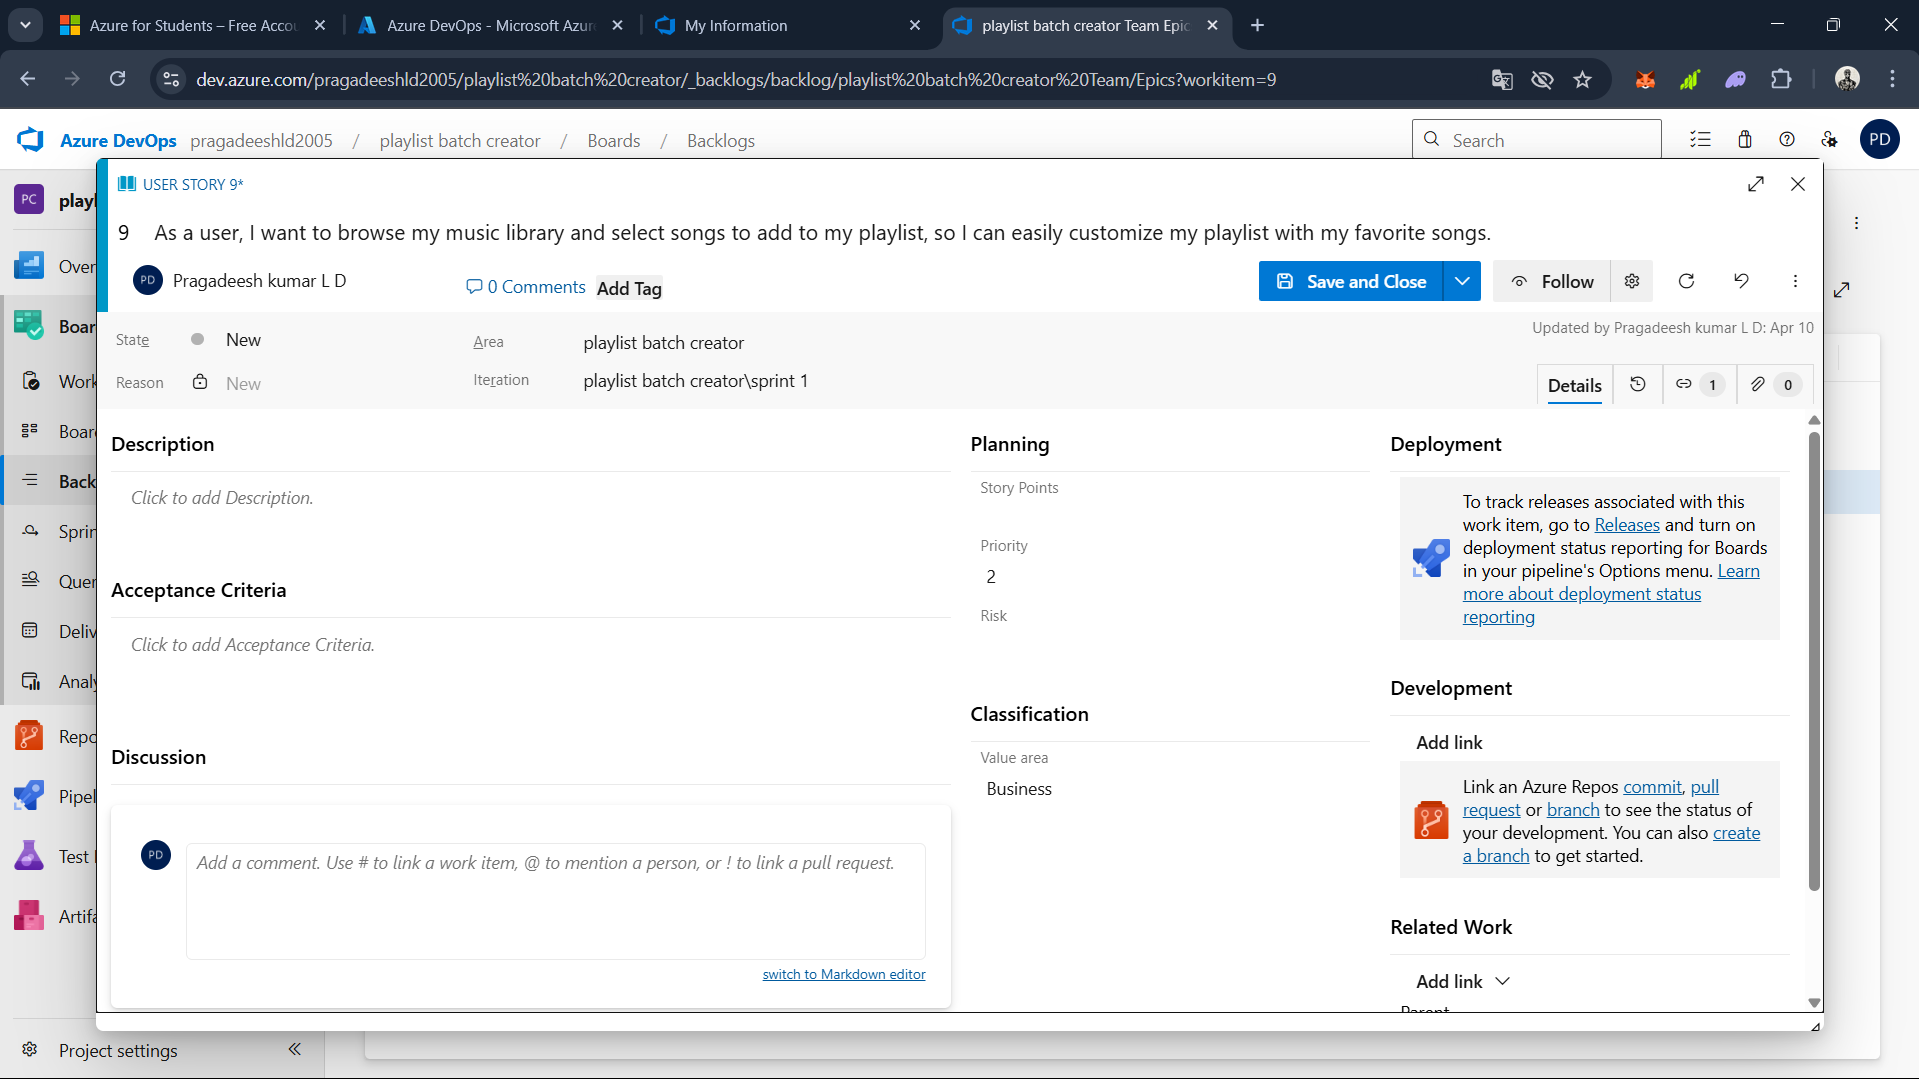 Azure for Students – Free Accou
Azure DevOps - Microsoft Azur
My Information
playlist batch creator Team Epic
dev.azure.com/pragadeeshld2005/playlist%20batch%20creator/_backlogs/backlog/playlist%20batch%20creator%20Team/Epics?workitem=9
Azure DevOps pragadeeshld2005 / playlist batch creator / Boards / Backlogs
Search
PD
PC playl
Over
Boar
Work
Boar
Back
Sprin
Quer
Deliv
Analy
Repo
Pipel
Test
Artifa
Project settings
USER STORY 9*
9 As a user, I want to browse my music library and select songs to add to my playlist, so I can easily customize my playlist with my favorite songs.
PD Pragadeesh kumar L D
0 Comments
Add Tag
Save and Close
Follow
State New
Area playlist batch creator
Updated by Pragadeesh kumar L D: Apr 10
Reason New
Iteration playlist batch creator\sprint 1
Details
1
0
Description
Click to add Description.
Acceptance Criteria
Click to add Acceptance Criteria.
Discussion
PD
Add a comment. Use # to link a work item, @ to mention a person, or ! to link a pull request.
switch to Markdown editor
Planning
Story Points
Priority
2
Risk
Classification
Value area
Business
Deployment
To track releases associated with this
work item, go to Releases and turn on
deployment status reporting for Boards
in your pipeline's Options menu. Learn
more about deployment status
reporting
Development
Add link
Link an Azure Repos commit, pull
request or branch to see the status of
your development. You can also create
a branch to get started.
Related Work
Add link
Parent